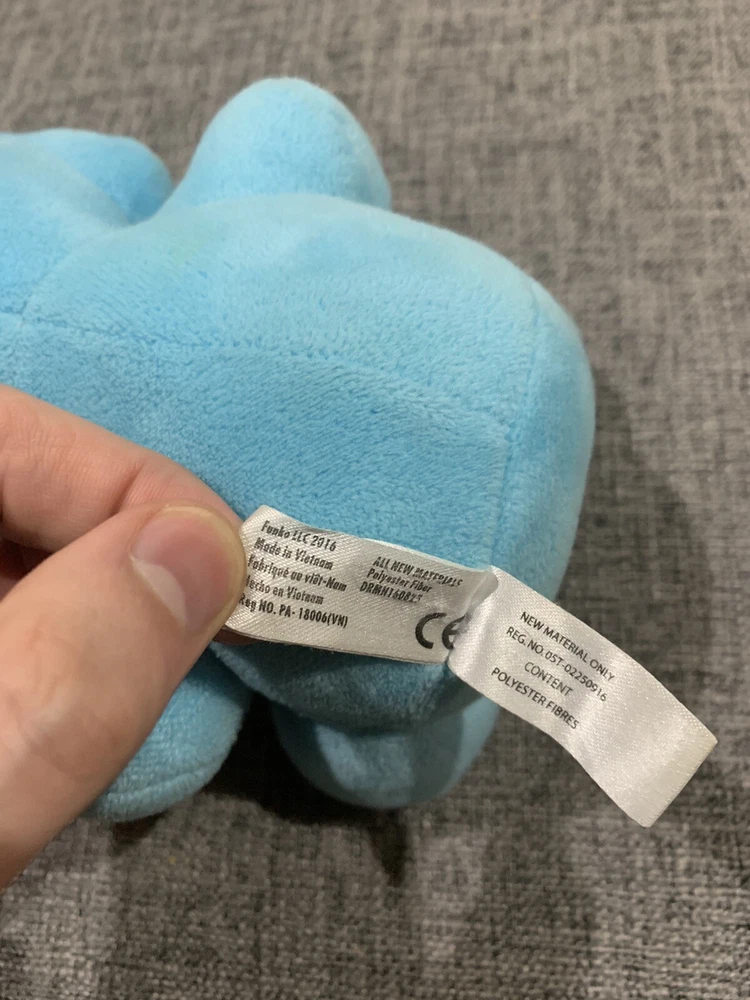 Funko LLC 2016
Made in Vietnam
Fabriqué au viêt-Nam
Hecho en Vietnam
Reg NO. PA- 18006(VN)
ALL NEW MATERIALS
Polyester Fiber
CE
NEW MATERIAL ONLY
REG.NO.05T-02250916
CONTENT
POLYESTER FIBRES